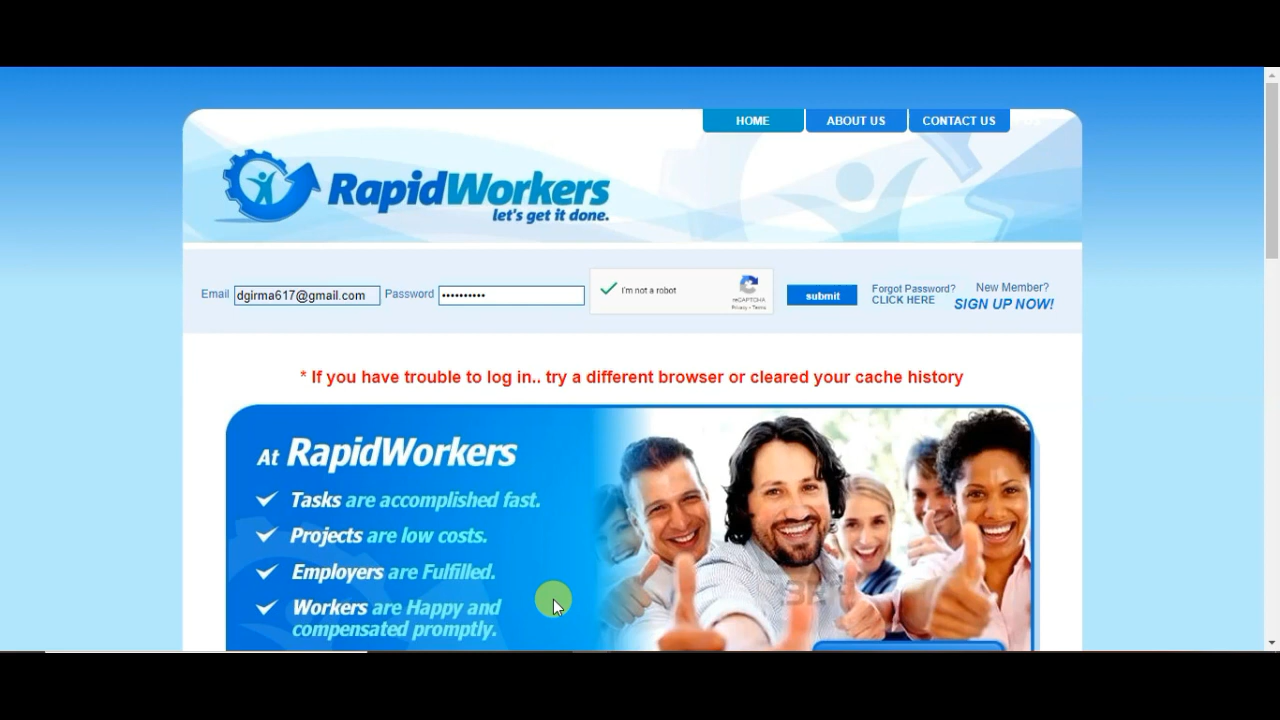 HOME ABOUT US CONTACT US
RapidWorkers
let's get it done.
Email dgirma617@gmail.com Password •••••••••• I'm not a robot reCAPTCHA Privacy - Terms submit Forgot Password? CLICK HERE New Member? SIGN UP NOW!
* If you have trouble to log in.. try a different browser or cleared your cache history
At RapidWorkers
Tasks are accomplished fast.
Projects are low costs.
Employers are Fulfilled.
Workers are Happy and
compensated promptly.